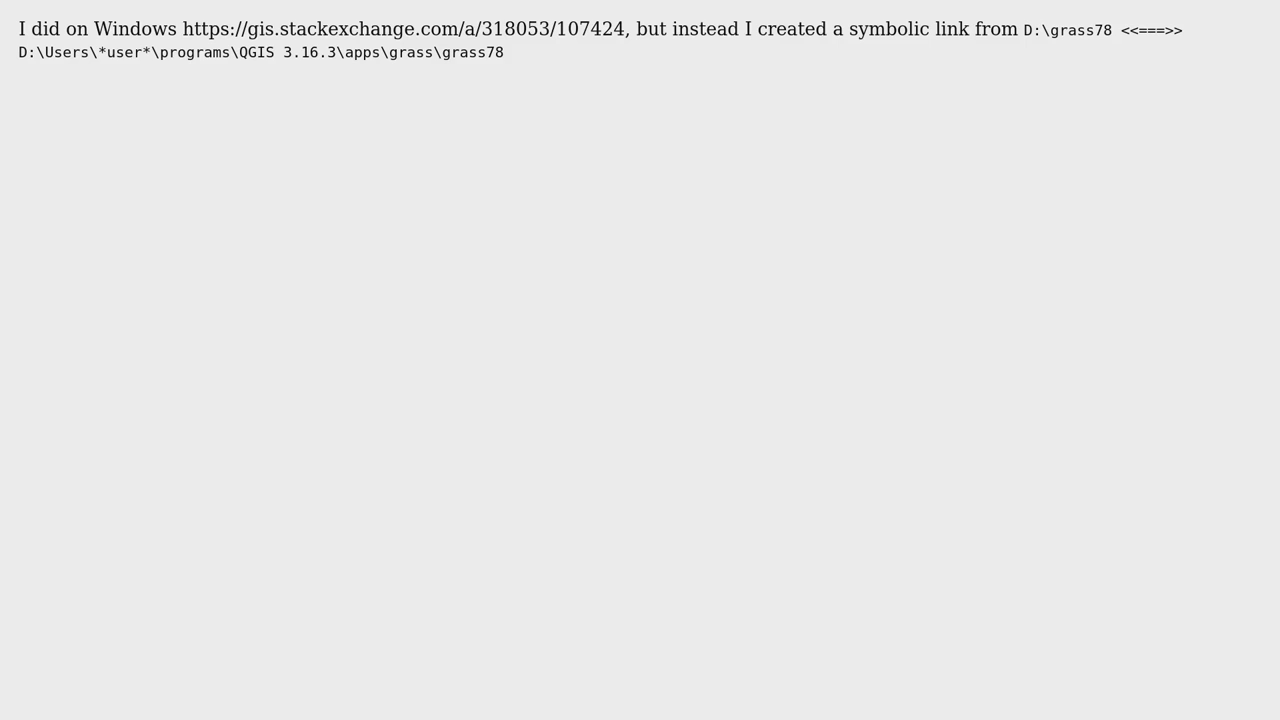 I did on Windows https://gis.stackexchange.com/a/318053/107424, but instead I created a symbolic link from D:\grass78 <<===>>
D:\Users\*user*\programs\QGIS 3.16.3\apps\grass\grass78